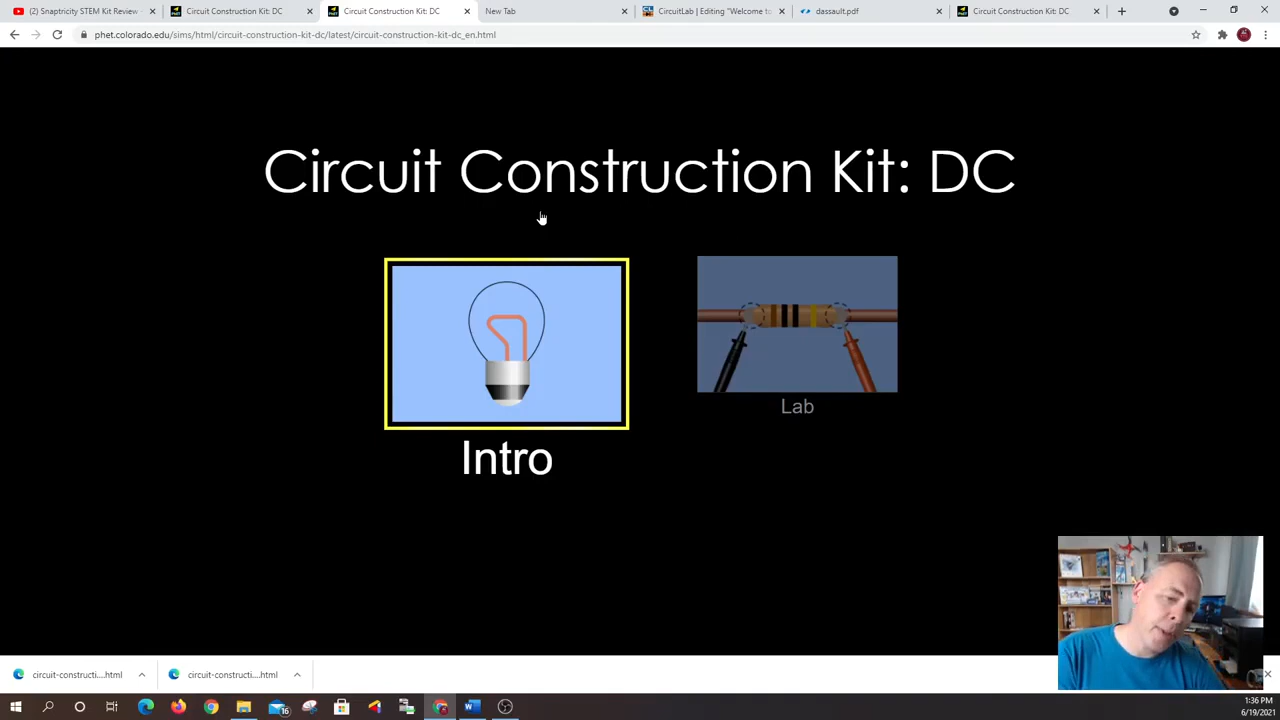 (2) Snaptricity STEM Kit Review -
Circuit Construction Kit: DC
Circuit Construction Kit: DC
New Tab
CircuitLab | Editing "Welcome to
dassault.pdf
Circuit Construction Kit: DC
phet.colorado.edu/sims/html/circuit-construction-kit-dc/latest/circuit-construction-kit-dc_en.html
Circuit Construction Kit: DC
Lab
Intro
circuit-constructi....html
circuit-constructi....html
16
1:36 PM
6/19/2021